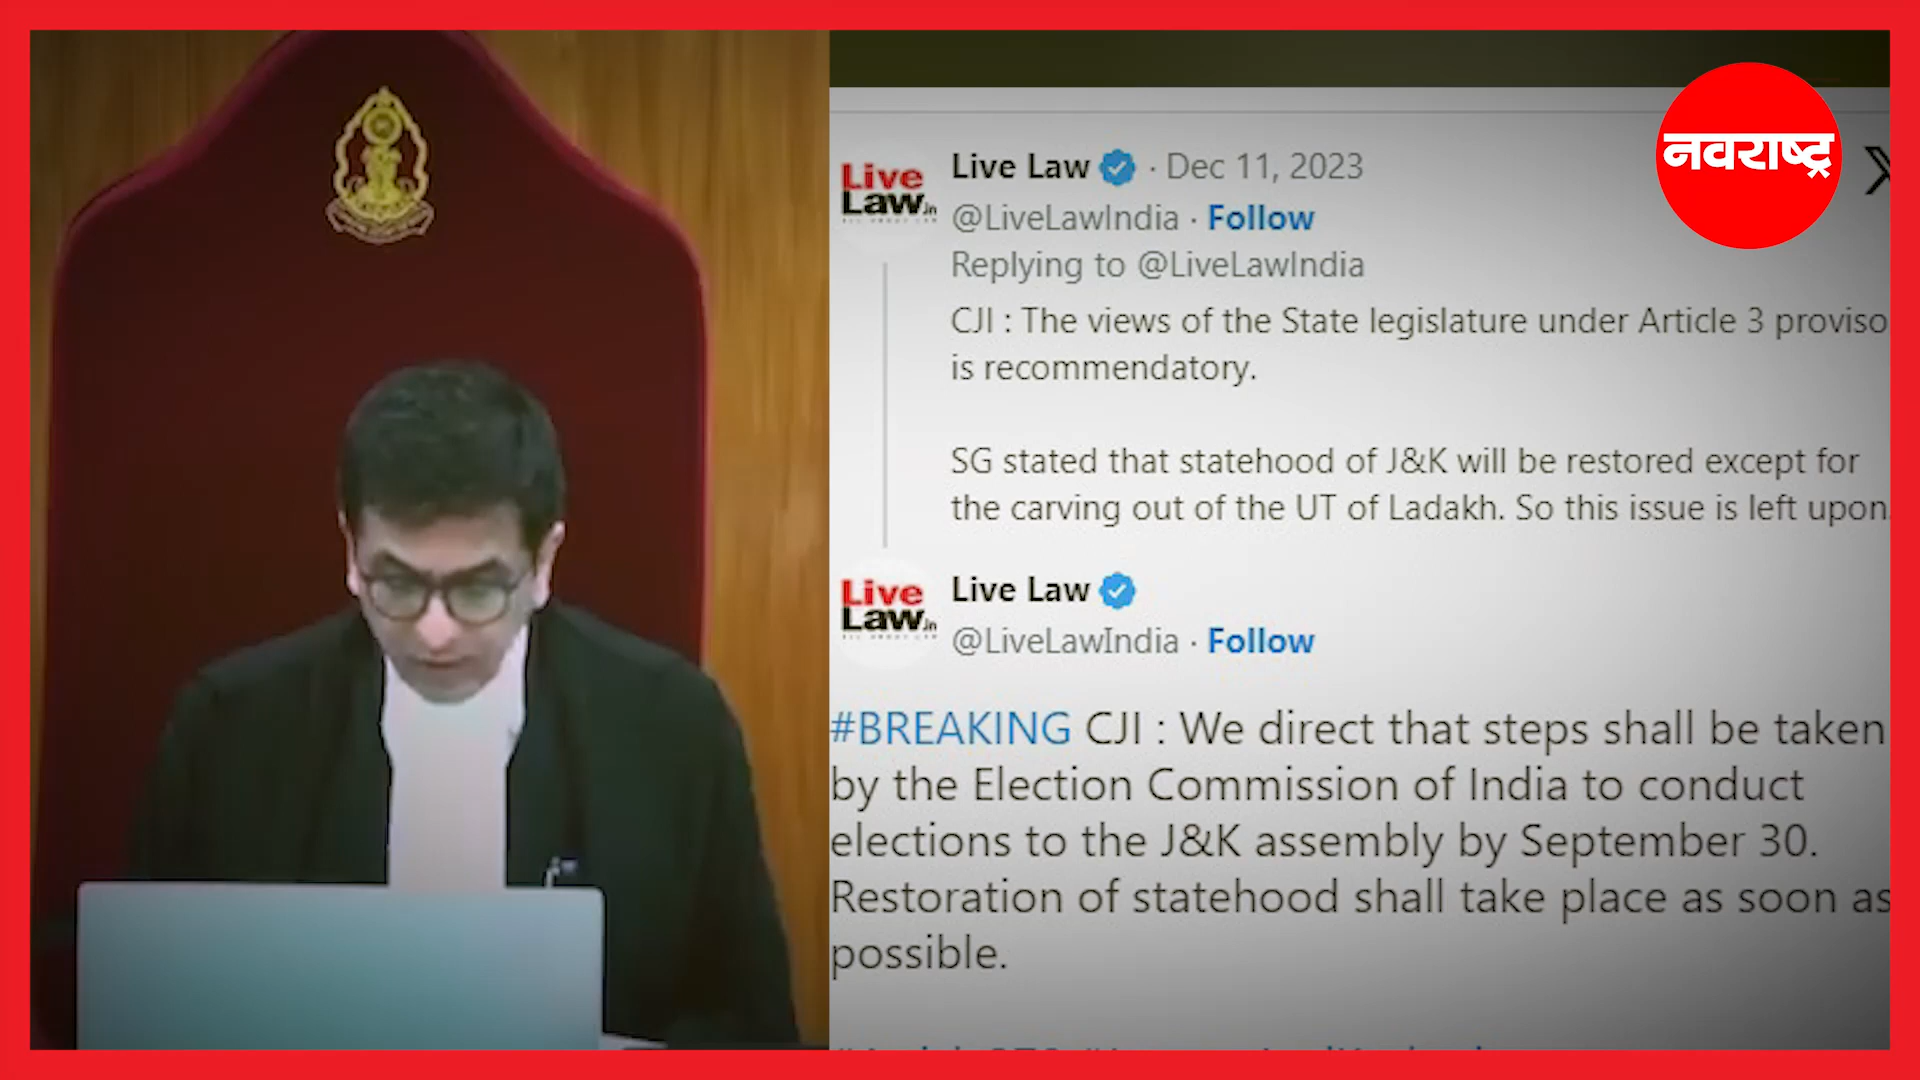 नवराष्ट्र
Live Law · Dec 11, 2023
@LiveLawIndia · Follow
Replying to @LiveLawIndia
CJI : The views of the State legislature under Article 3 proviso
is recommendatory.
SG stated that statehood of J&K will be restored except for
the carving out of the UT of Ladakh. So this issue is left upon
Live Law
@LiveLawIndia · Follow
#BREAKING CJI : We direct that steps shall be taken
by the Election Commission of India to conduct
elections to the J&K assembly by September 30.
Restoration of statehood shall take place as soon as
possible.
Live
Law.in
Live
Law.in